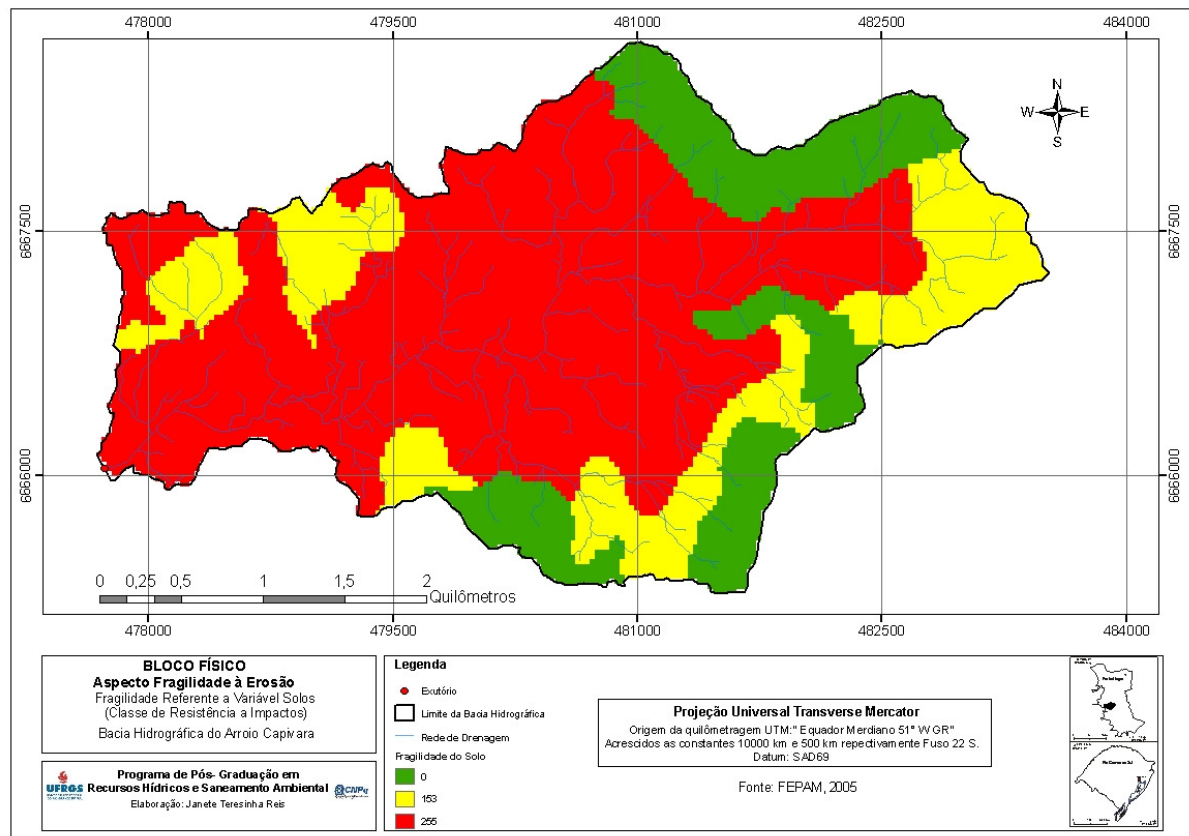 478000 479500 481000 482500 484000
N
W E
S
6667500 6667500
6666000 6666000
0 0,25 0,5 1 1,5 2
Quilômetros
478000 479500 481000 482500 484000
BLOCO FÍSICO
Aspecto Fragilidade à Erosão
Fragilidade Referente a Variável Solos
(Classe de Resistência a Impactos)
Bacia Hidrográfica do Arroio Capivara
UFRGS
Programa de Pós- Graduação em
Recursos Hídricos e Saneamento Ambiental
CNPq
Elaboração: Janete Teresinha Reis
Legenda
Exutório
Limite da Bacia Hidrográfica
Rede de Drenagem
Fragilidade do Solo
0
153
255
Projeção Universal Transverse Mercator
Origem da quilômetragem UTM:" Equador Merdiano 51° W GR"
Acrescidos as constantes 10000 km e 500 km repectivamente Fuso 22 S.
Datum: SAD69
Fonte: FEPAM, 2005